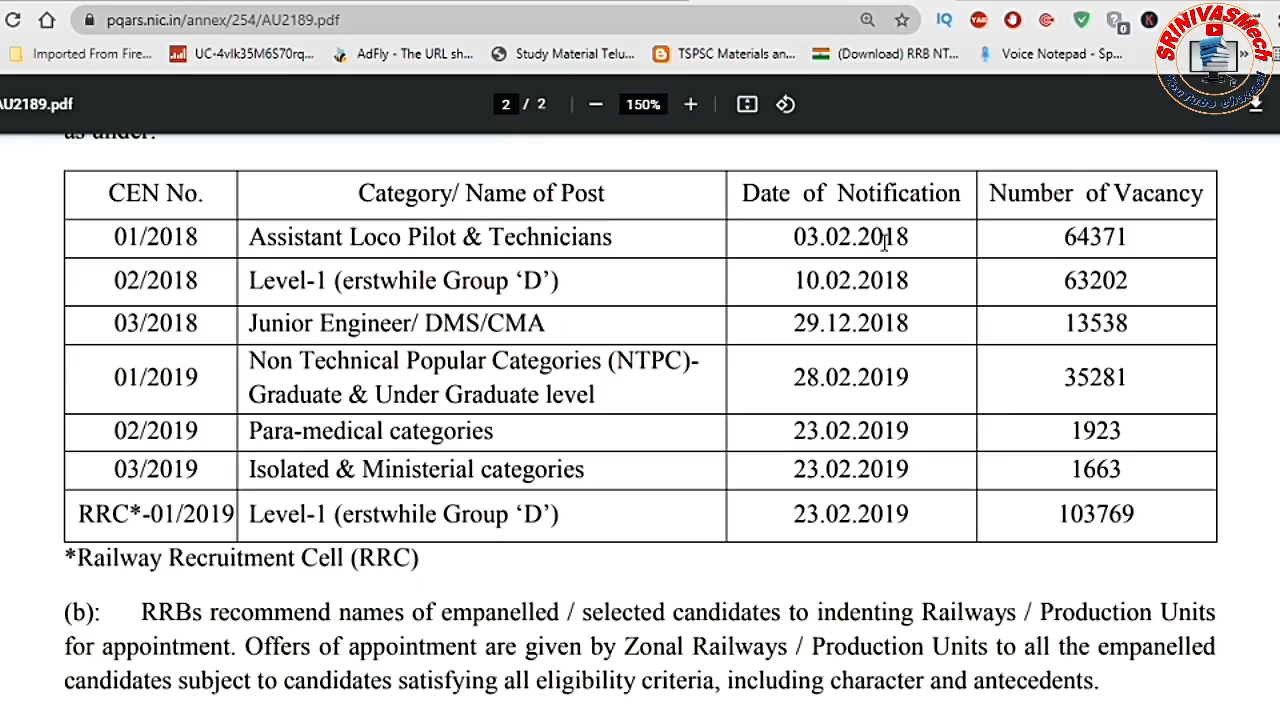 pqars.nic.in/annex/254/AU2189.pdf
IQ
YAB
0
K
Imported From Fire...
UC-4vlk35M6S70rq...
AdFly - The URL sh...
Study Material Telu...
TSPSC Materials an...
(Download) RRB NT...
Voice Notepad - Sp...
»
SRINIVASMech
YouTube channel
AU2189.pdf
2 / 2
150%
as under:
CEN No. Category/ Name of Post Date of Notification Number of Vacancy
01/2018 Assistant Loco Pilot & Technicians 03.02.2018 64371
02/2018 Level-1 (erstwhile Group ‘D’) 10.02.2018 63202
03/2018 Junior Engineer/ DMS/CMA 29.12.2018 13538
01/2019 Non Technical Popular Categories (NTPC)- 28.02.2019 35281
Graduate & Under Graduate level
02/2019 Para-medical categories 23.02.2019 1923
03/2019 Isolated & Ministerial categories 23.02.2019 1663
RRC*-01/2019 Level-1 (erstwhile Group ‘D’) 23.02.2019 103769
*Railway Recruitment Cell (RRC)
(b): RRBs recommend names of empanelled / selected candidates to indenting Railways / Production Units
for appointment. Offers of appointment are given by Zonal Railways / Production Units to all the empanelled
candidates subject to candidates satisfying all eligibility criteria, including character and antecedents.